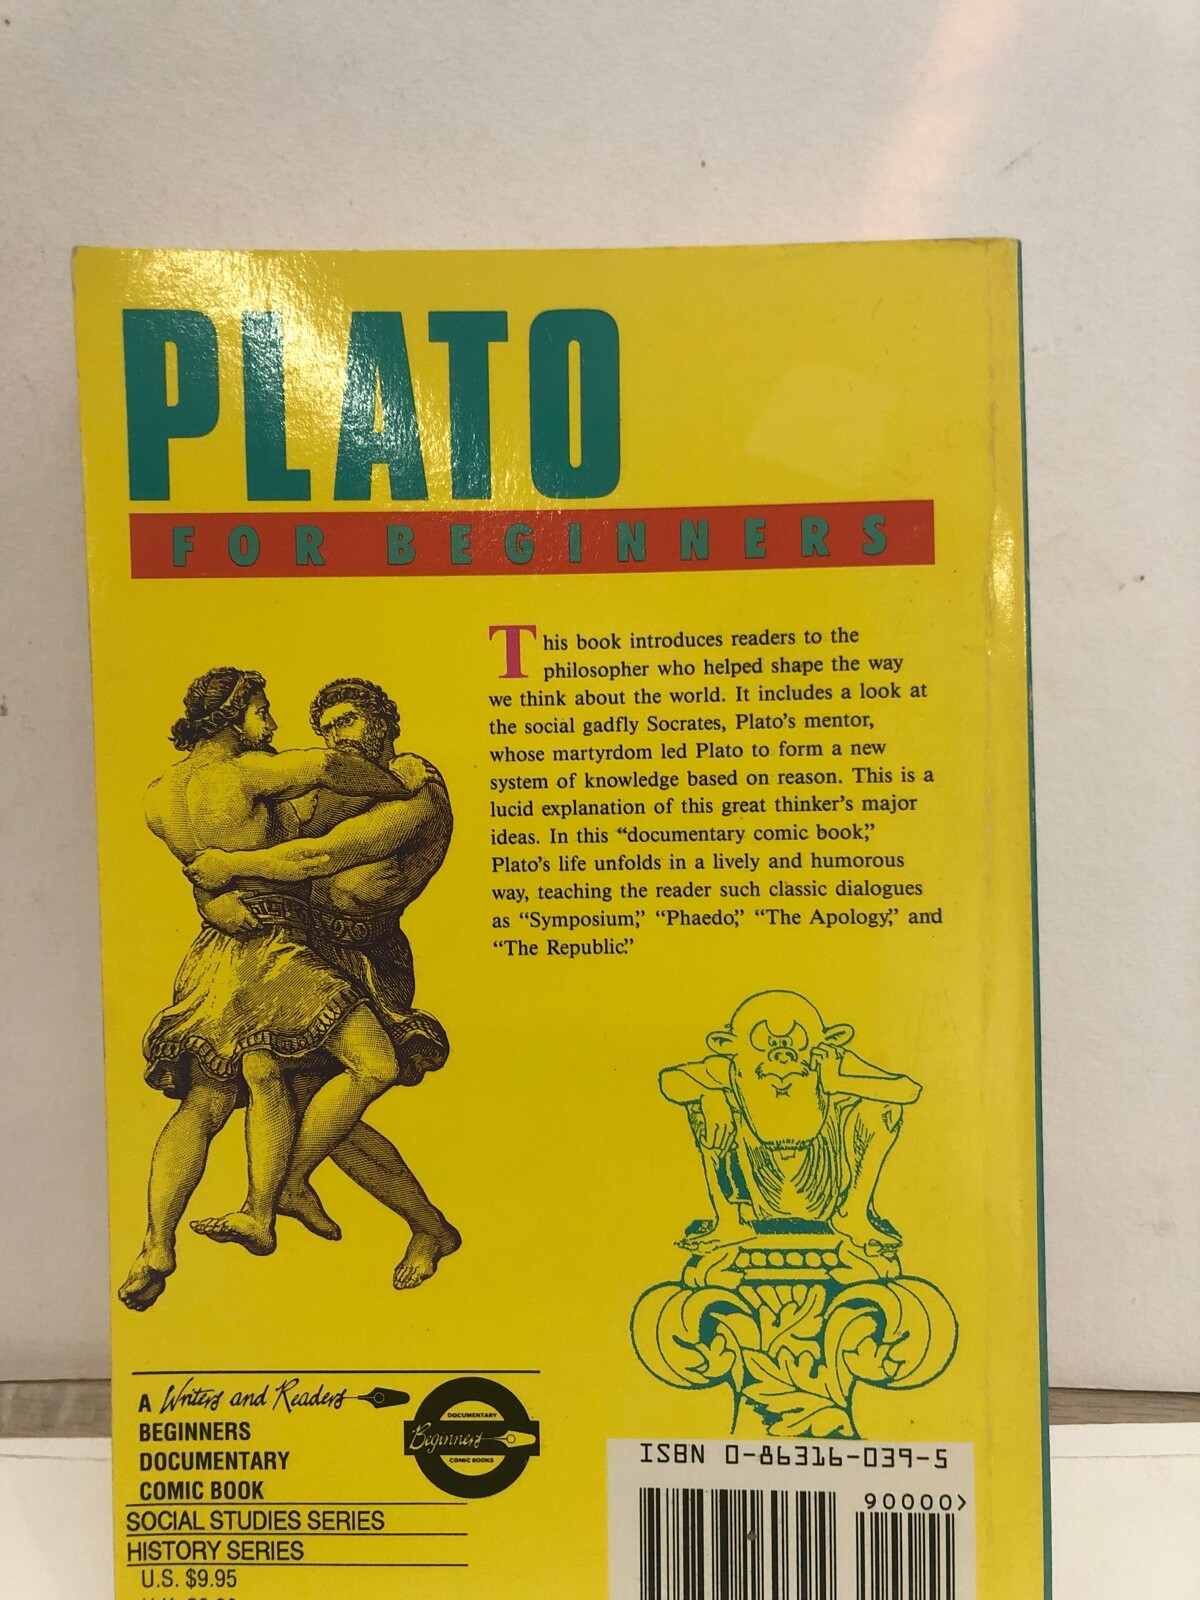 PLATO
FOR BEGINNERS
This book introduces readers to the
philosopher who helped shape the way
we think about the world. It includes a look at
the social gadfly Socrates, Plato's mentor,
whose martyrdom led Plato to form a new
system of knowledge based on reason. This is a
lucid explanation of this great thinker's major
ideas. In this “documentary comic book,”
Plato's life unfolds in a lively and humorous
way, teaching the reader such classic dialogues
as “Symposium,” “Phaedo,” “The Apology,” and
“The Republic.”
A Writers and Readers
BEGINNERS
DOCUMENTARY
COMIC BOOK
DOCUMENTARY
Beginners
COMIC BOOKS
SOCIAL STUDIES SERIES
HISTORY SERIES
U.S. $9.95
ISBN 0-86316-039-5
90000>